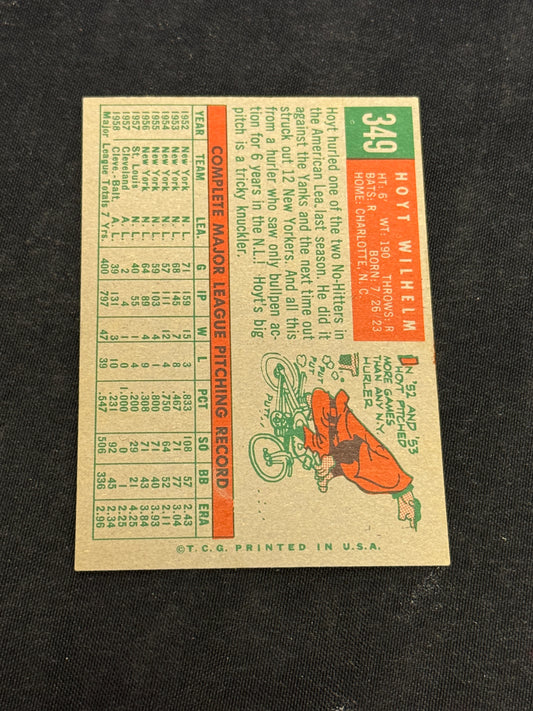 349
HOYT WILHELM
HT: 6' WT: 190 THROWS: R
BATS: R BORN: 7/26/23
HOME: CHARLOTTE, N. C.
Hoyt hurled one of the two No-Hitters in
the American Lea. last season. He did it
against the Yanks and the next time out
struck out 12 New Yorkers. And all this
from a hurler who saw only bullpen ac-
tion for 6 years in the N.L.! Hoyt's big
pitch is a tricky knuckler.
IN '52 AND '53
HOYT PITCHED
MORE GAMES
THAN ANY N.Y.
HURLER.
PU
PUTT
PUTT
COMPLETE MAJOR LEAGUE PITCHING RECORD
YEAR TEAM LEA. G IP W L PCT SO BB ERA
1952 New York N. L. 71 159 15 3 .833 108 57 2.43
1953 New York N. L. 68 145 7 8 .467 71 77 3.04
1954 New York N. L. 57 111 12 4 .750 64 52 2.11
1955 New York N. L. 59 103 4 1 .800 71 40 3.94
1956 New York N. L. 64 89 4 9 .308 71 43 3.84
1957 St. Louis N. L. 40 55 1 4 .200 29 21 4.25
1957 Cleveland A. L. 2 4 1 0 1.000 0 1 2.25
1958 Cleve.-Balt. A. L. 39 131 3 10 .231 92 45 2.34
Major League Totals 7 Yrs. 400 797 47 39 .547 506 336 2.96
© T. C. G. PRINTED IN U. S. A.